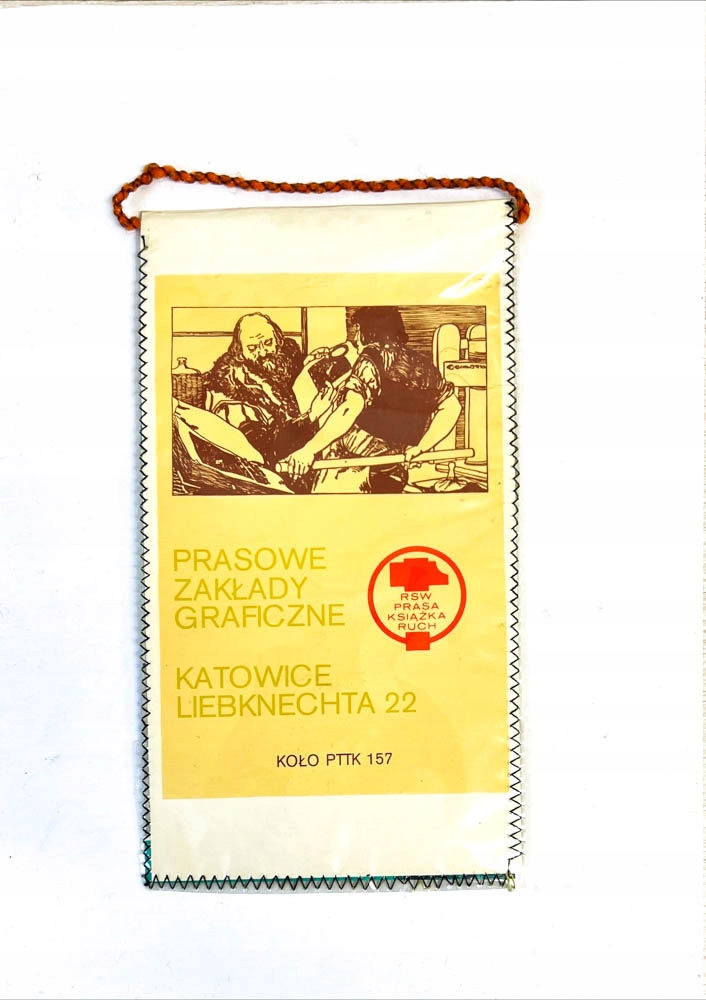 PRASOWE
ZAKŁADY
GRAFICZNE
RSW
PRASA
KSIĄŻKA
RUCH
KATOWICE
LIEBKNECHTA 22
KOŁO PTTK 157